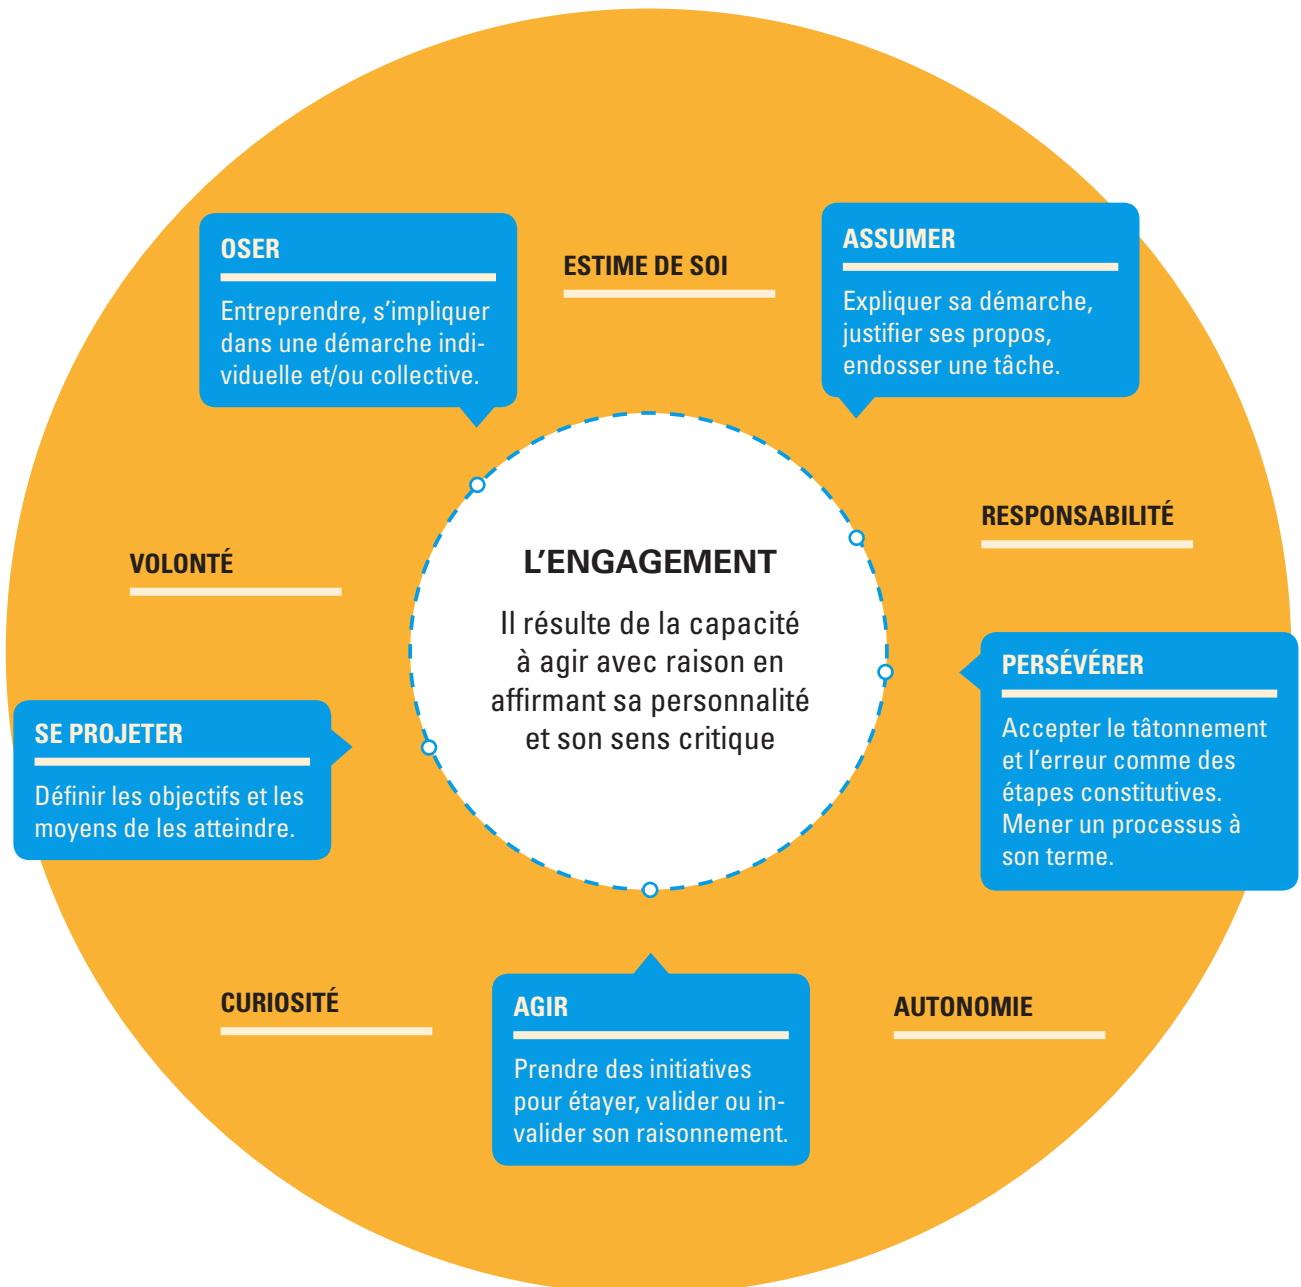 OSER
Entreprendre, s’impliquer
dans une démarche indi-
viduelle et/ou collective.
ESTIME DE SOI
ASSUMER
Expliquer sa démarche,
justifier ses propos,
endosser une tâche.
RESPONSABILITÉ
VOLONTÉ
L’ENGAGEMENT
Il résulte de la capacité
à agir avec raison en
affirmant sa personnalité
et son sens critique
PERSÉVÉRER
Accepter le tâtonnement
et l’erreur comme des
étapes constitutives.
Mener un processus à
son terme.
SE PROJETER
Définir les objectifs et les
moyens de les atteindre.
CURIOSITÉ
AGIR
Prendre des initiatives
pour étayer, valider ou in-
valider son raisonnement.
AUTONOMIE